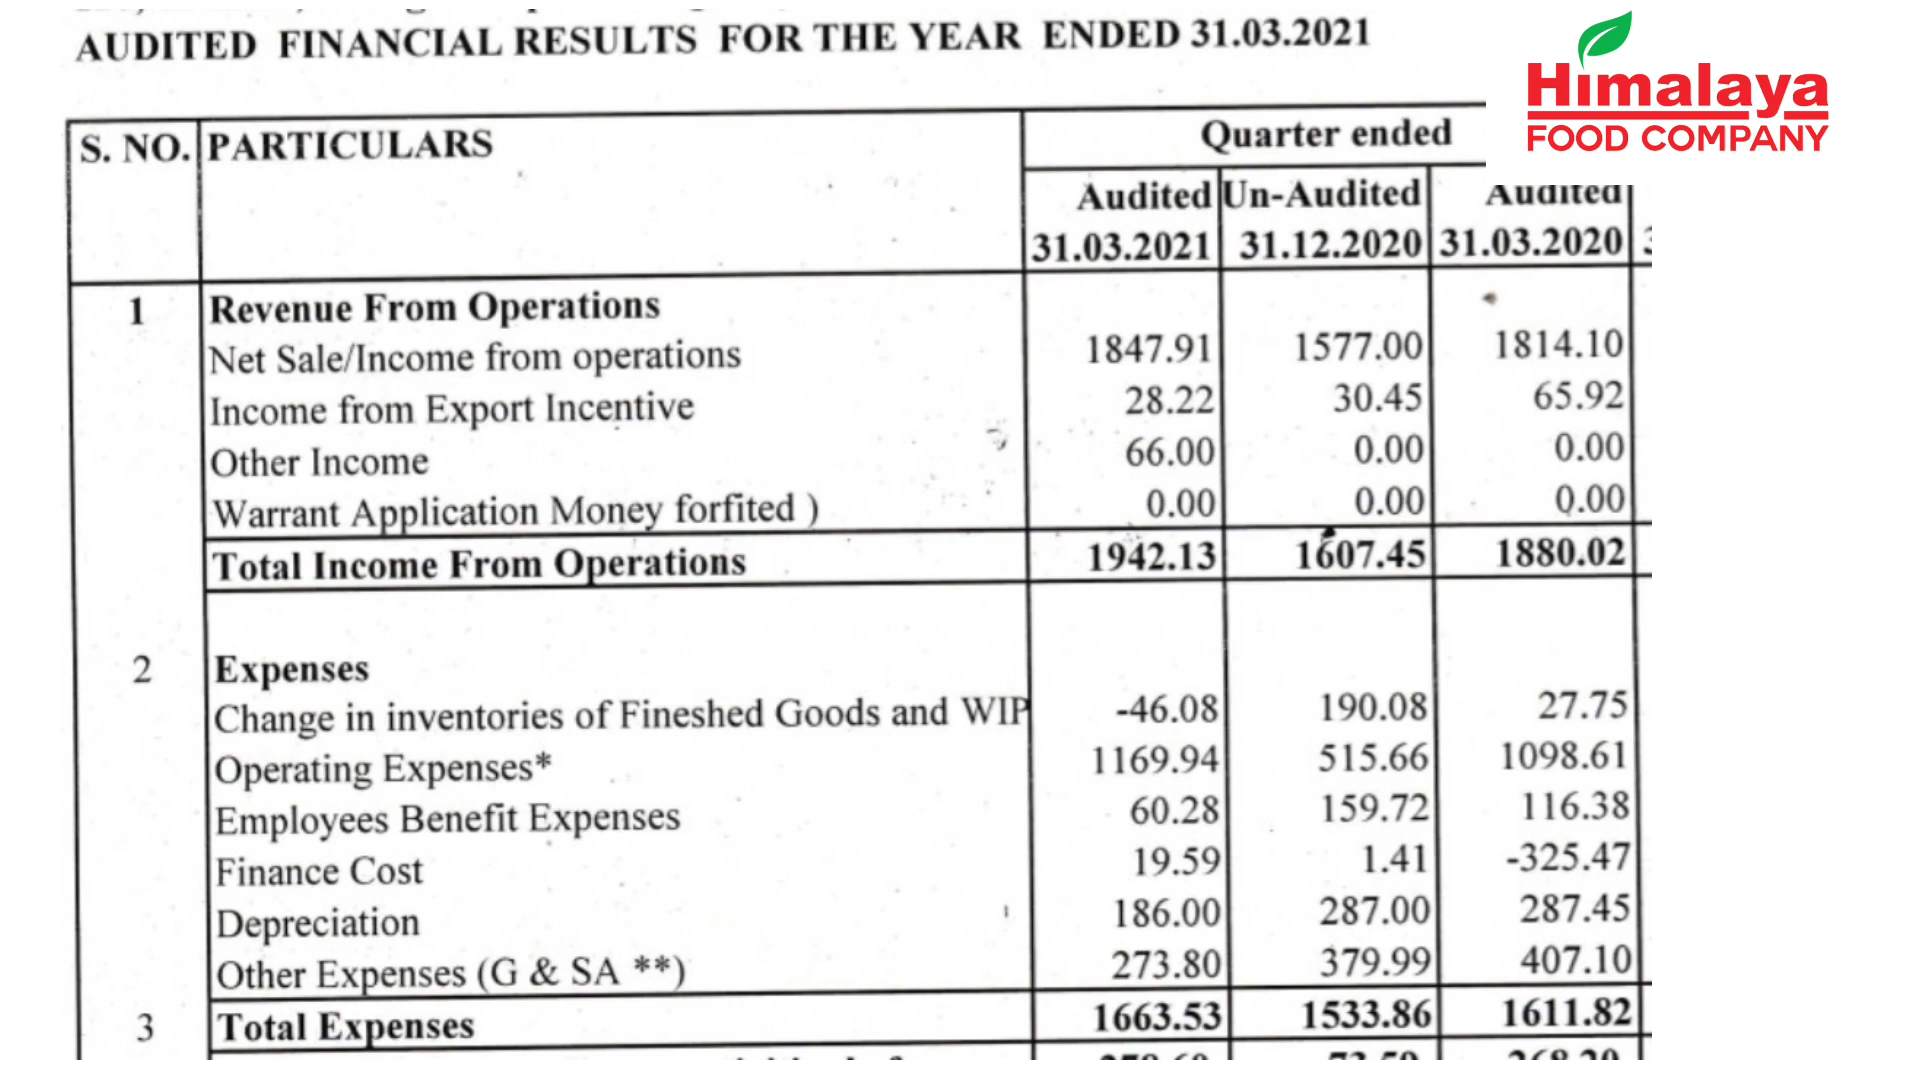 AUDITED FINANCIAL RESULTS FOR THE YEAR ENDED 31.03.2021
Himalaya
FOOD COMPANY
S. NO. PARTICULARS Quarter ended
Audited Un-Audited Audited
31.03.2021 31.12.2020 31.03.2020
1 Revenue From Operations
Net Sale/Income from operations 1847.91 1577.00 1814.10
Income from Export Incentive 28.22 30.45 65.92
Other Income 66.00 0.00 0.00
Warrant Application Money forfited ) 0.00 0.00 0.00
Total Income From Operations 1942.13 1607.45 1880.02
2 Expenses
Change in inventories of Fineshed Goods and WIP -46.08 190.08 27.75
Operating Expenses* 1169.94 515.66 1098.61
Employees Benefit Expenses 60.28 159.72 116.38
Finance Cost 19.59 1.41 -325.47
Depreciation 186.00 287.00 287.45
Other Expenses (G & SA **) 273.80 379.99 407.10
3 Total Expenses 1663.53 1533.86 1611.82